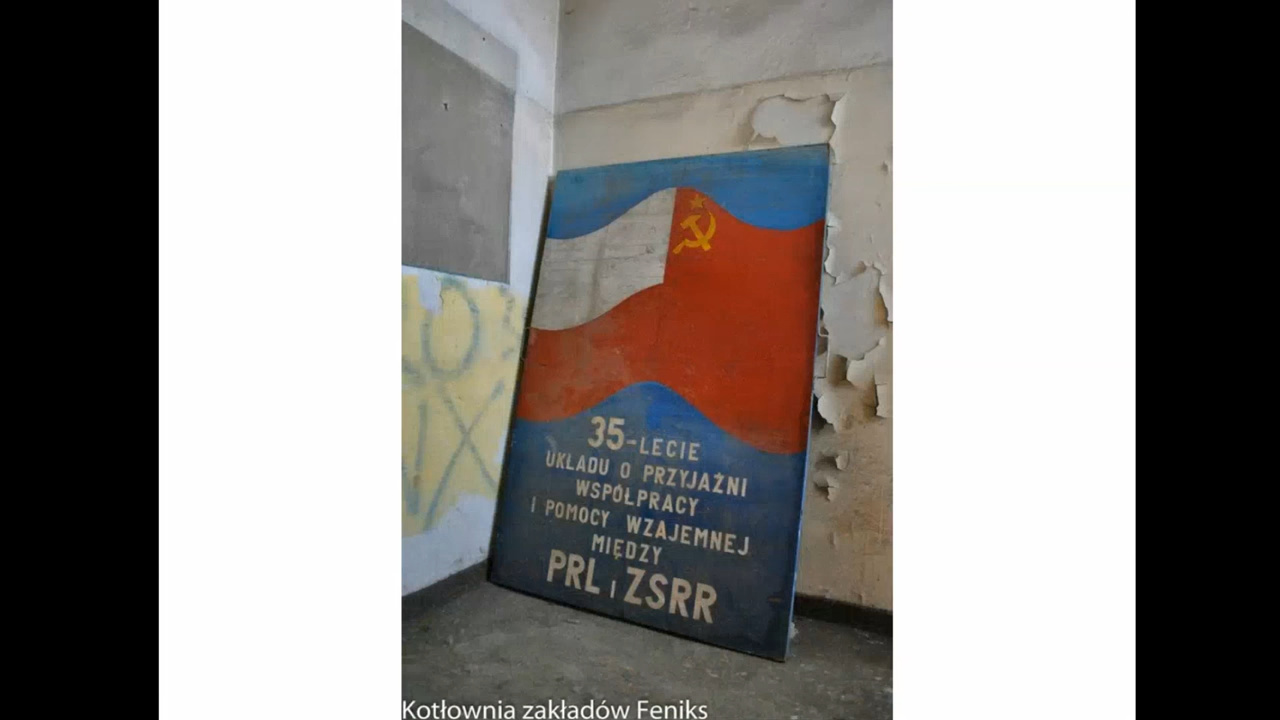 35-LECIE
UKŁADU O PRZYJAŹNI
WSPÓŁPRACY
I POMOCY WZAJEMNEJ
MIĘDZY
PRL I ZSRR
Kotłownia zakładów Feniks